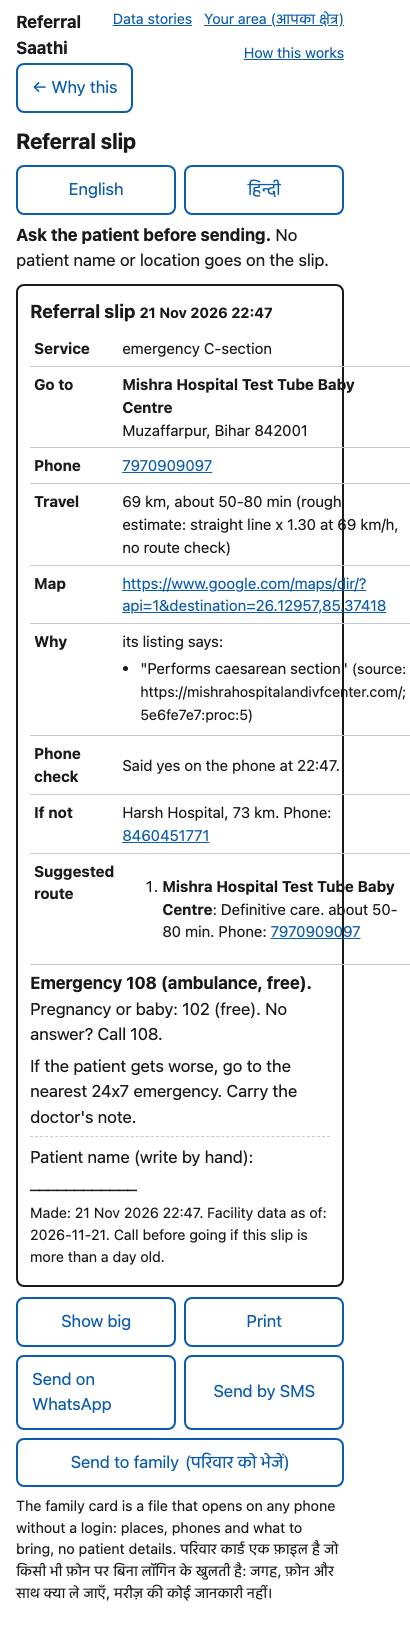 Referral Saathi
Data stories
Your area (आपका क्षेत्र)
How this works
← Why this
Referral slip
English
हिन्दी
Ask the patient before sending. No
patient name or location goes on the slip.
Referral slip 21 Nov 2026 22:47
Service
emergency C-section
Go to
Mishra Hospital Test Tube Baby
Centre
Muzaffarpur, Bihar 842001
Phone
7970909097
Travel
69 km, about 50-80 min (rough
estimate: straight line x 1.30 at 69 km/h,
no route check)
Map
https://www.google.com/maps/dir/?
api=1&destination=26.12957,85.37418
Why
its listing says:
• "Performs caesarean section" (source:
https://mishrahospitalandivfcenter.com/;
5e6fe7e7:proc:5)
Phone
check
Said yes on the phone at 22:47.
If not
Harsh Hospital, 73 km. Phone:
8460451771
Suggested
route
1. Mishra Hospital Test Tube Baby
Centre: Definitive care. about 50-
80 min. Phone: 7970909097
Emergency 108 (ambulance, free).
Pregnancy or baby: 102 (free). No
answer? Call 108.
If the patient gets worse, go to the
nearest 24x7 emergency. Carry the
doctor's note.
Patient name (write by hand):
____________
Made: 21 Nov 2026 22:47. Facility data as of:
2026-11-21. Call before going if this slip is
more than a day old.
Show big
Print
Send on
WhatsApp
Send by SMS
Send to family (परिवार को भेजें)
The family card is a file that opens on any phone
without a login: places, phones and what to
bring, no patient details. परिवार कार्ड एक फ़ाइल है जो
किसी भी फ़ोन पर बिना लॉगिन के खुलती है: जगह, फ़ोन और
साथ क्या ले जाएँ, मरीज़ की कोई जानकारी नहीं।